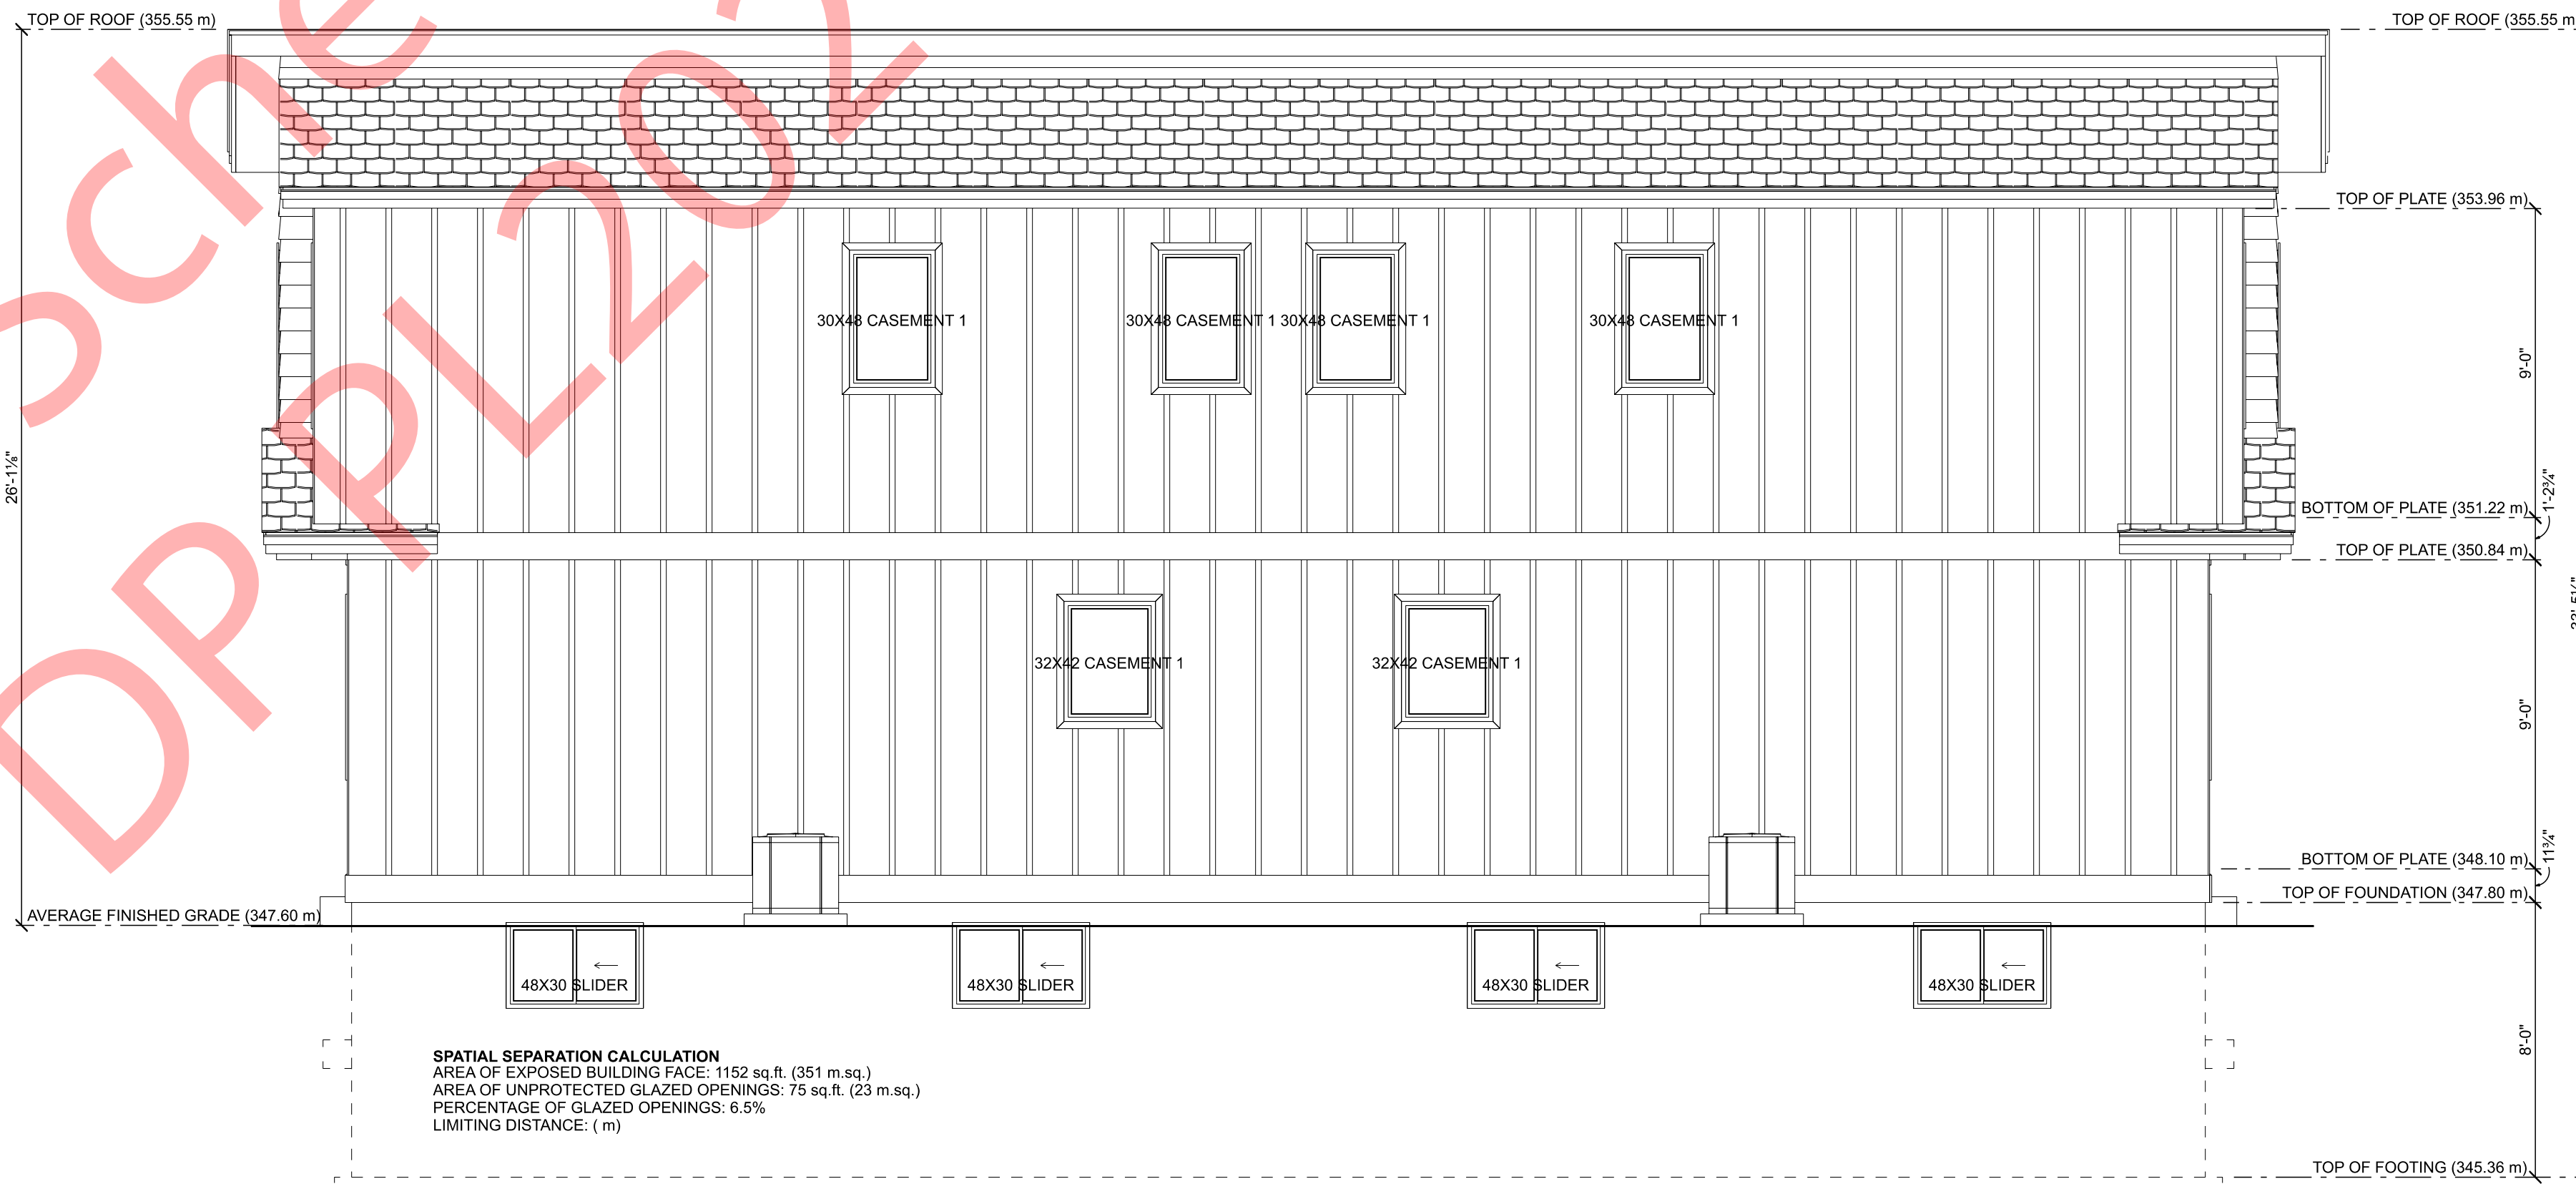 TOP OF ROOF (355.55 m)
TOP OF ROOF (355.55 m
Sche
DP PL202
TOP OF PLATE (353.96 m)
30X48 CASEMENT 1
30X48 CASEMENT 1
30X48 CASEMENT 1
30X48 CASEMENT 1
9'-0"
26'-1⅛"
1'-2¾"
BOTTOM OF PLATE (351.22 m)
TOP OF PLATE (350.84 m)
32X42 CASEMENT 1
32X42 CASEMENT 1
9'-0"
11¾"
BOTTOM OF PLATE (348.10 m)
TOP OF FOUNDATION (347.80 m)
AVERAGE FINISHED GRADE (347.60 m)
48X30 SLIDER
48X30 SLIDER
48X30 SLIDER
48X30 SLIDER
8'-0"
SPATIAL SEPARATION CALCULATION
AREA OF EXPOSED BUILDING FACE: 1152 sq.ft. (351 m.sq.)
AREA OF UNPROTECTED GLAZED OPENINGS: 75 sq.ft. (23 m.sq.)
PERCENTAGE OF GLAZED OPENINGS: 6.5%
LIMITING DISTANCE: ( m)
TOP OF FOOTING (345.36 m)